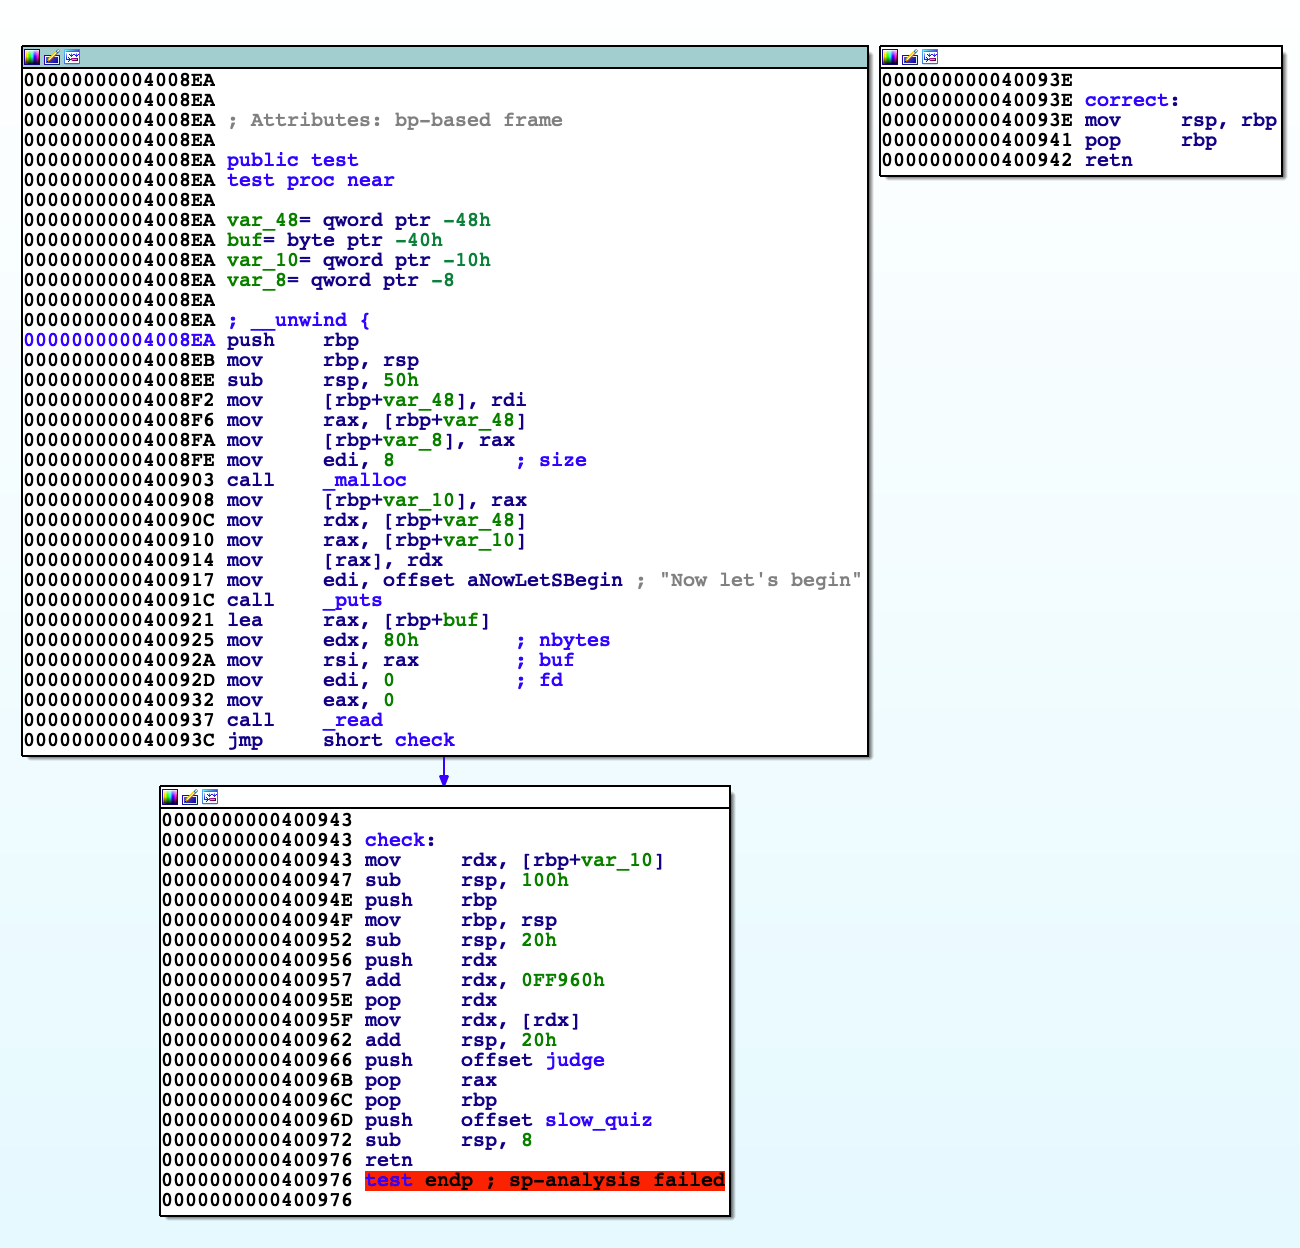 00000000004008EA
00000000004008EA
00000000004008EA ; Attributes: bp-based frame
00000000004008EA
00000000004008EA public test
00000000004008EA test proc near
00000000004008EA
00000000004008EA var_48= qword ptr -48h
00000000004008EA buf= byte ptr -40h
00000000004008EA var_10= qword ptr -10h
00000000004008EA var_8= qword ptr -8
00000000004008EA
00000000004008EA ; __unwind {
00000000004008EA push rbp
00000000004008EB mov rbp, rsp
00000000004008EE sub rsp, 50h
00000000004008F2 mov [rbp+var_48], rdi
00000000004008F6 mov rax, [rbp+var_48]
00000000004008FA mov [rbp+var_8], rax
00000000004008FE mov edi, 8 ; size
0000000000400903 call _malloc
0000000000400908 mov [rbp+var_10], rax
000000000040090C mov rdx, [rbp+var_48]
0000000000400910 mov rax, [rbp+var_10]
0000000000400914 mov [rax], rdx
0000000000400917 mov edi, offset aNowLetSBegin ; "Now let's begin"
000000000040091C call _puts
0000000000400921 lea rax, [rbp+buf]
0000000000400925 mov edx, 80h ; nbytes
000000000040092A mov rsi, rax ; buf
000000000040092D mov edi, 0 ; fd
0000000000400932 mov eax, 0
0000000000400937 call _read
000000000040093C jmp short check
000000000040093E
000000000040093E correct:
000000000040093E mov rsp, rbp
0000000000400941 pop rbp
0000000000400942 retn
0000000000400943
0000000000400943 check:
0000000000400943 mov rdx, [rbp+var_10]
0000000000400947 sub rsp, 100h
000000000040094E push rbp
000000000040094F mov rbp, rsp
0000000000400952 sub rsp, 20h
0000000000400956 push rdx
0000000000400957 add rdx, 0FF960h
000000000040095E pop rdx
000000000040095F mov rdx, [rdx]
0000000000400962 add rsp, 20h
0000000000400966 push offset judge
000000000040096B pop rax
000000000040096C pop rbp
000000000040096D push offset slow_quiz
0000000000400972 sub rsp, 8
0000000000400976 retn
0000000000400976 test endp ; sp-analysis failed
0000000000400976